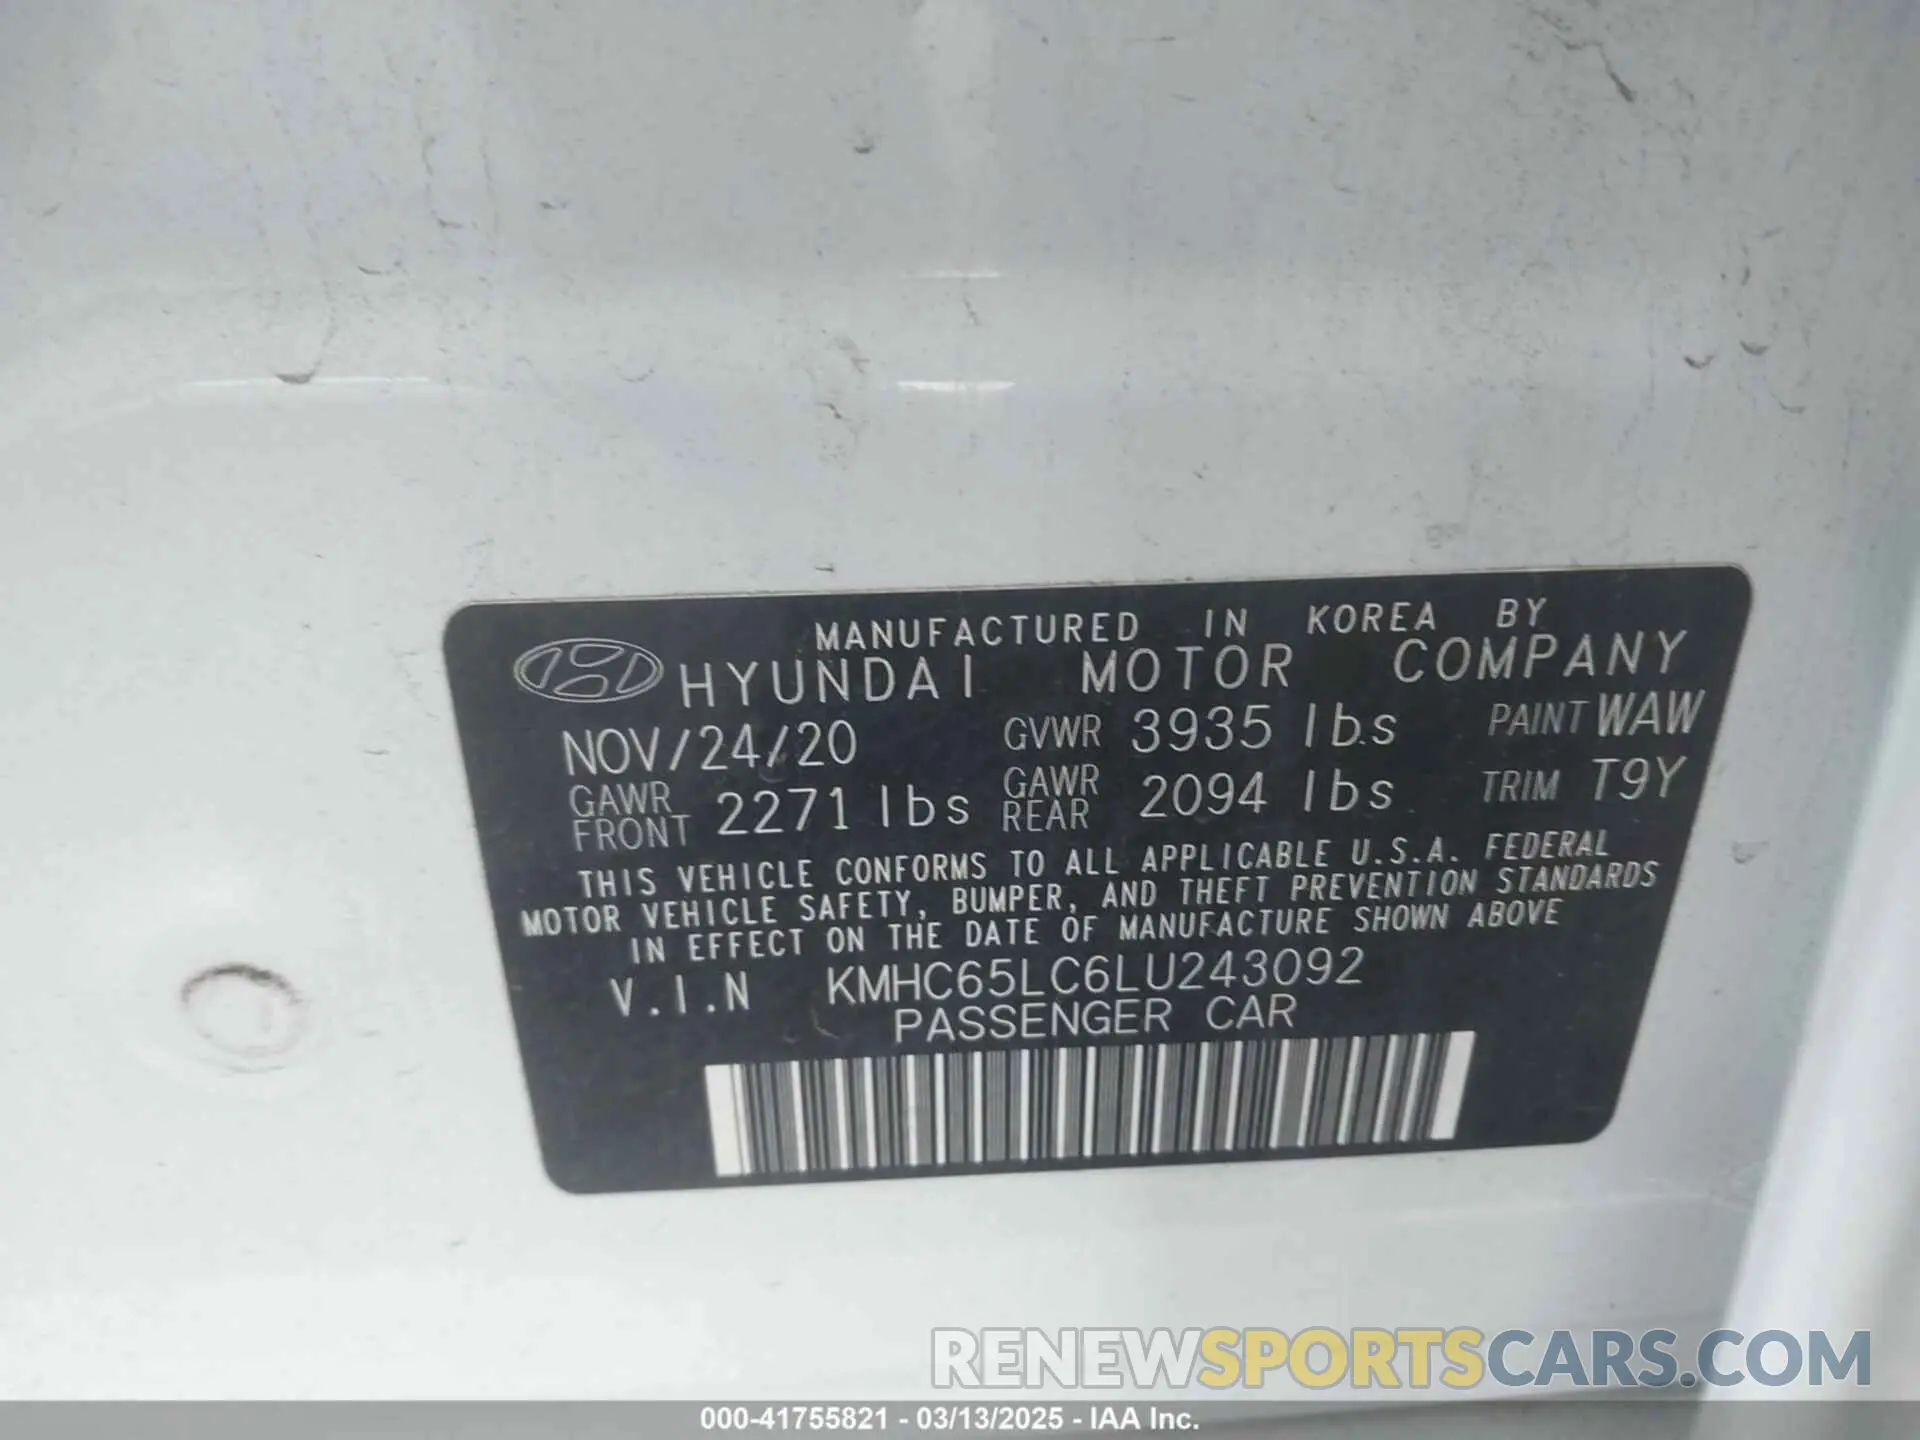 MANUFACTURED IN KOREA BY
HYUNDAI MOTOR COMPANY
NOV/24/20 GVWR 3935 lbs PAINT WAW
GAWR FRONT 2271 lbs GAWR REAR 2094 lbs TRIM T9Y
THIS VEHICLE CONFORMS TO ALL APPLICABLE U.S.A. FEDERAL
MOTOR VEHICLE SAFETY, BUMPER, AND THEFT PREVENTION STANDARDS
IN EFFECT ON THE DATE OF MANUFACTURE SHOWN ABOVE
V.I.N KMHC65LC6LU243092
PASSENGER CAR
RENEWSPORTSCARS.COM
000-41755821 - 03/13/2025 - IAA Inc.